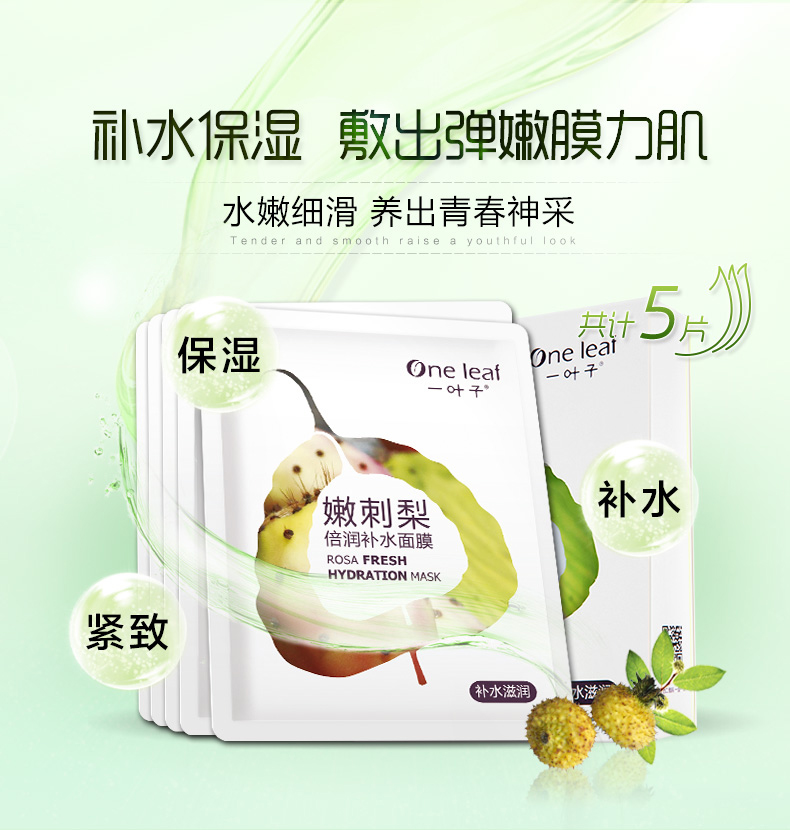 补水保湿 敷出弹嫩膜力肌
水嫩细滑 养出青春神采
Tender and smooth raise a youthful look
共计5片
保湿
One leaf
一叶子®
One leaf
一叶子®
补水
嫩刺梨
倍润补水面膜
ROSA FRESH
HYDRATION MASK
紧致
补水滋润
水滋润